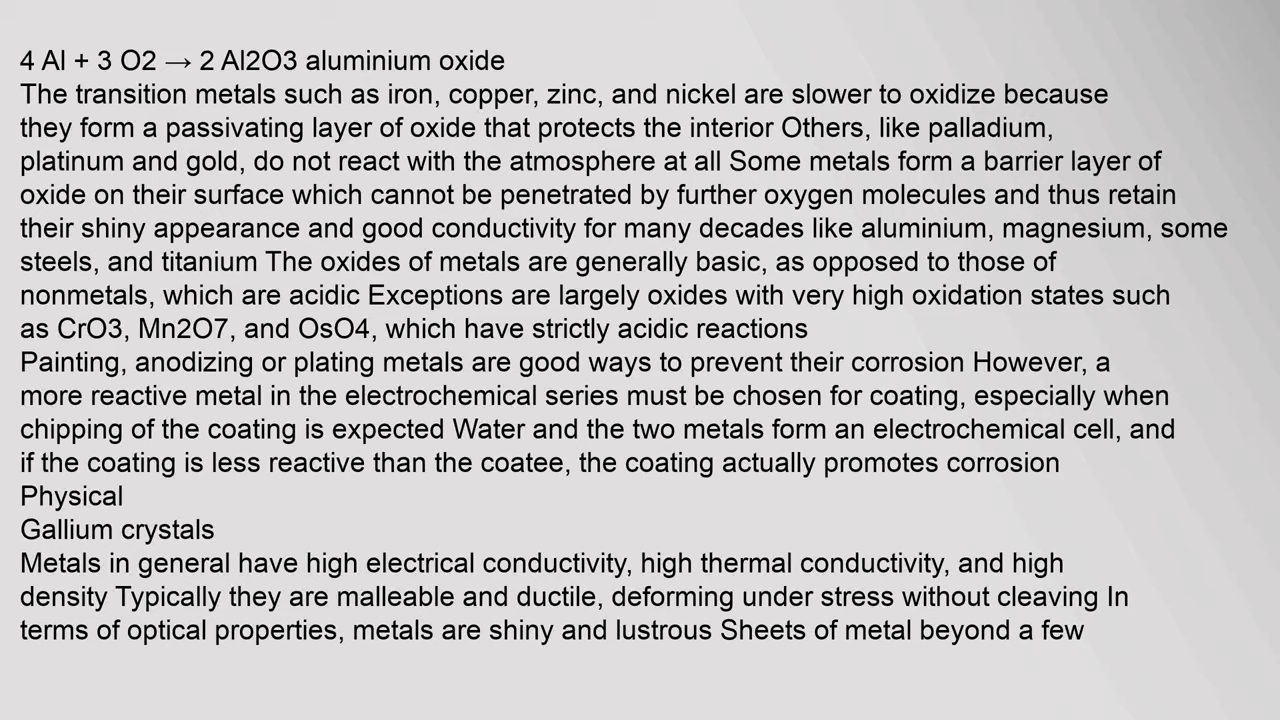 4 Al + 3 O2 → 2 Al2O3 aluminium oxide
The transition metals such as iron, copper, zinc, and nickel are slower to oxidize because
they form a passivating layer of oxide that protects the interior Others, like palladium,
platinum and gold, do not react with the atmosphere at all Some metals form a barrier layer of
oxide on their surface which cannot be penetrated by further oxygen molecules and thus retain
their shiny appearance and good conductivity for many decades like aluminium, magnesium, some
steels, and titanium The oxides of metals are generally basic, as opposed to those of
nonmetals, which are acidic Exceptions are largely oxides with very high oxidation states such
as CrO3, Mn2O7, and OsO4, which have strictly acidic reactions
Painting, anodizing or plating metals are good ways to prevent their corrosion However, a
more reactive metal in the electrochemical series must be chosen for coating, especially when
chipping of the coating is expected Water and the two metals form an electrochemical cell, and
if the coating is less reactive than the coatee, the coating actually promotes corrosion
Physical
Gallium crystals
Metals in general have high electrical conductivity, high thermal conductivity, and high
density Typically they are malleable and ductile, deforming under stress without cleaving In
terms of optical properties, metals are shiny and lustrous Sheets of metal beyond a few